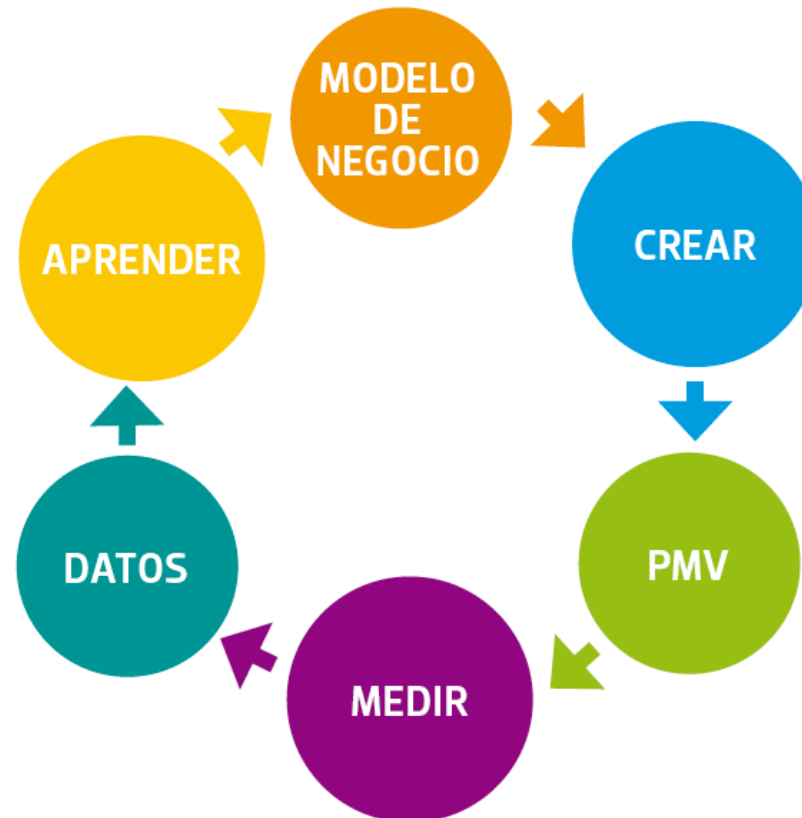 MODELO
DE
NEGOCIO
CREAR
PMV
MEDIR
DATOS
APRENDER